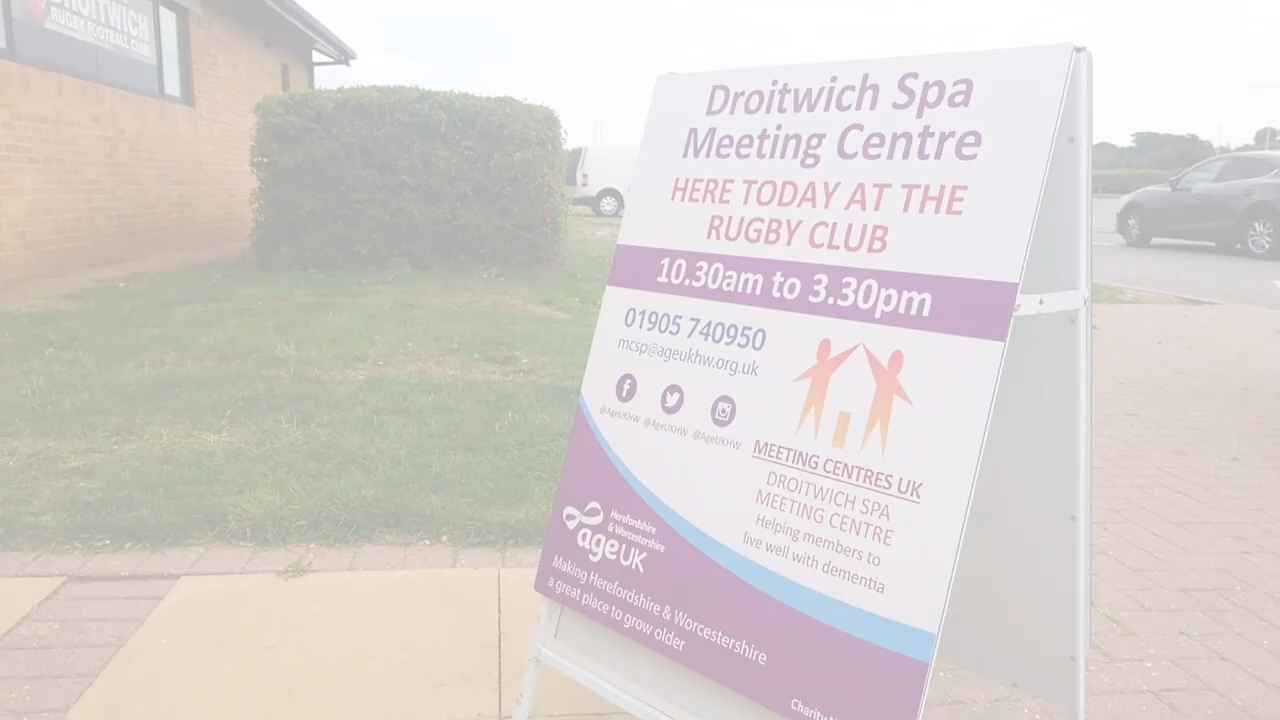 DROITWICH
RUGBY FOOTBALL CLUB
Droitwich Spa
Meeting Centre
HERE TODAY AT THE
RUGBY CLUB
10.30am to 3.30pm
01905 740950
mcsp@ageukhw.org.uk
@AgeUKHW @AgeUKHW @AgeUKHW
MEETING CENTRES UK
DROITWICH SPA
MEETING CENTRE
Helping members to
live well with dementia
Herefordshire
& Worcestershire
age UK
Making Herefordshire & Worcestershire
a great place to grow older
Charity